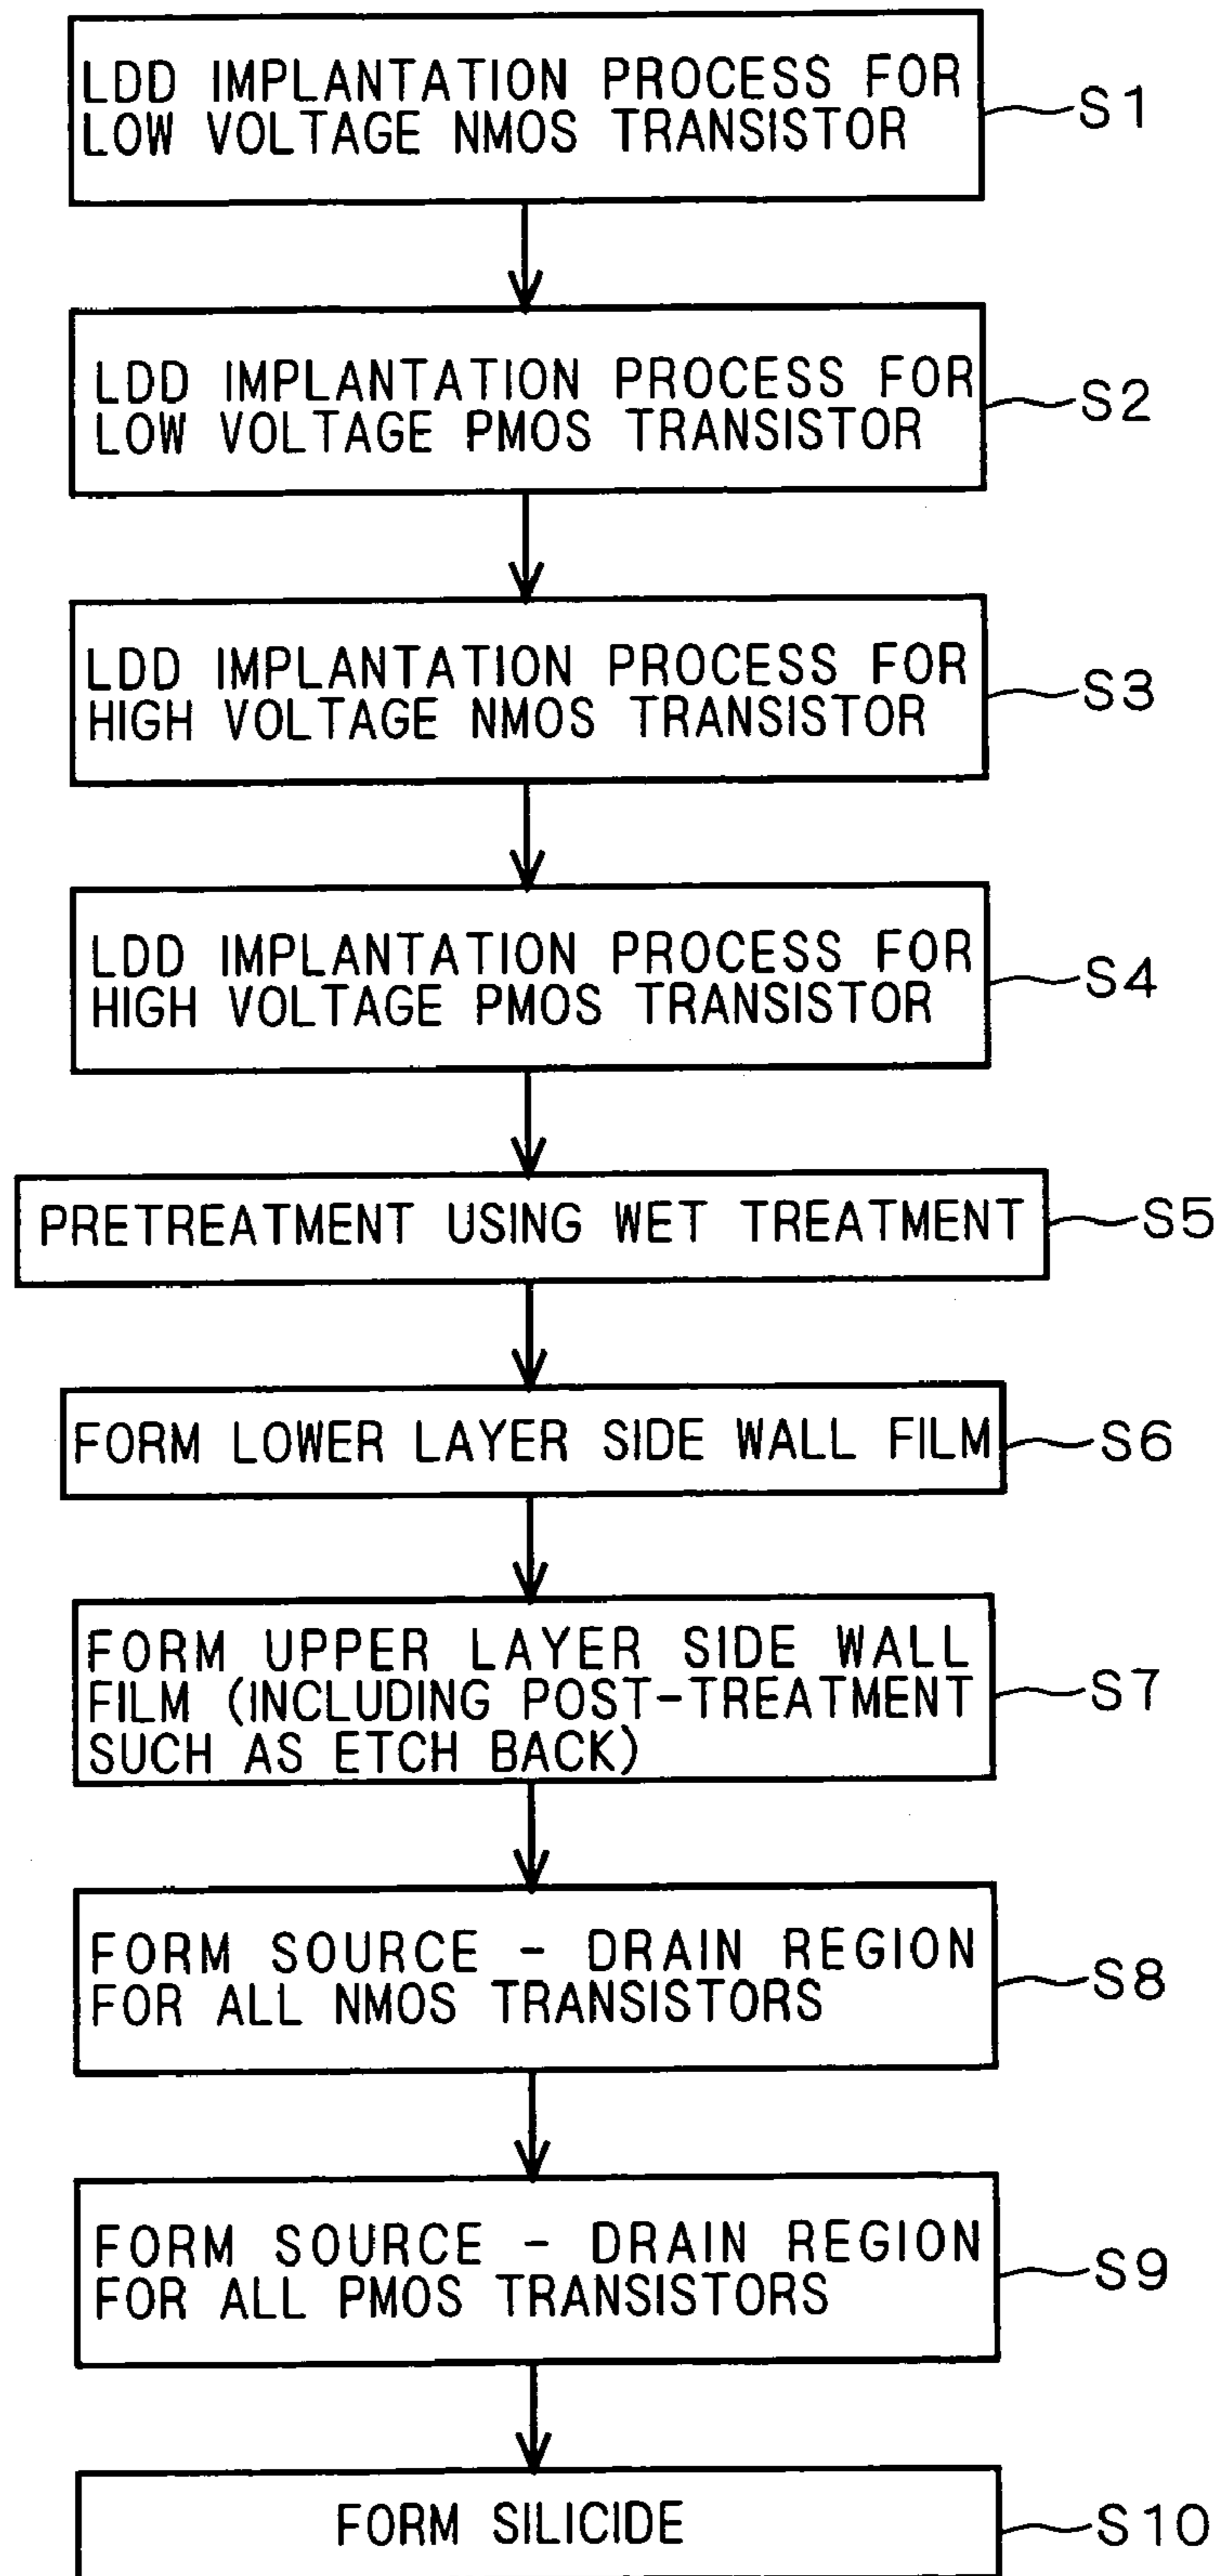 LDD IMPLANTATION PROCESS FOR
LOW VOLTAGE NMOS TRANSISTOR
S1
LDD IMPLANTATION PROCESS FOR
LOW VOLTAGE PMOS TRANSISTOR
S2
LDD IMPLANTATION PROCESS FOR
HIGH VOLTAGE NMOS TRANSISTOR
S3
LDD IMPLANTATION PROCESS FOR
HIGH VOLTAGE PMOS TRANSISTOR
S4
PRETREATMENT USING WET TREATMENT
S5
FORM LOWER LAYER SIDE WALL FILM
S6
FORM UPPER LAYER SIDE WALL
FILM (INCLUDING POST-TREATMENT
SUCH AS ETCH BACK)
S7
FORM SOURCE - DRAIN REGION
FOR ALL NMOS TRANSISTORS
S8
FORM SOURCE - DRAIN REGION
FOR ALL PMOS TRANSISTORS
S9
FORM SILICIDE
S10